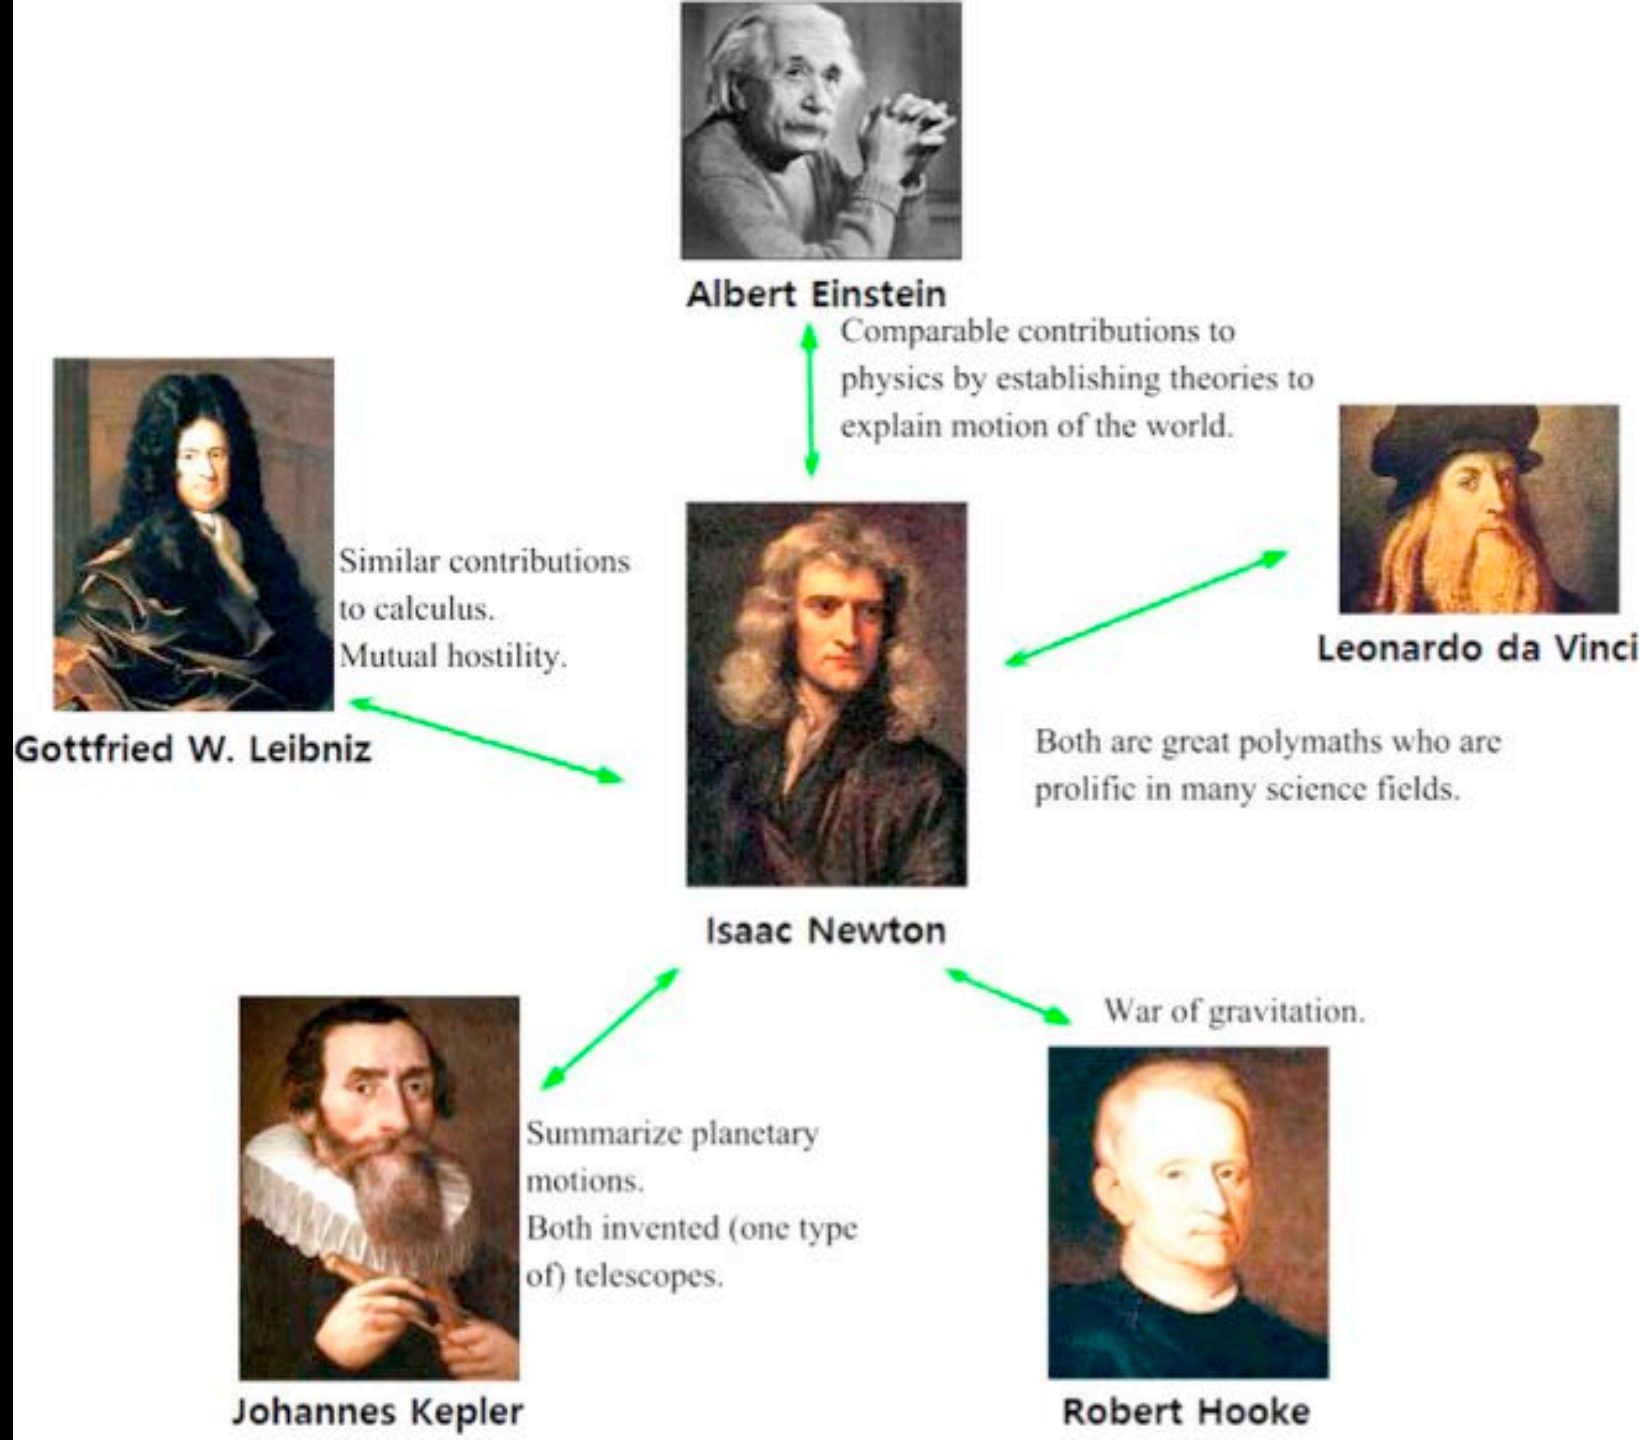 Albert Einstein
Comparable contributions to
physics by establishing theories to
explain motion of the world.
Similar contributions
to calculus.
Mutual hostility.
Gottfried W. Leibniz
Leonardo da Vinci
Both are great polymaths who are
prolific in many science fields.
Isaac Newton
War of gravitation.
Summarize planetary
motions.
Both invented (one type
of) telescopes.
Johannes Kepler
Robert Hooke